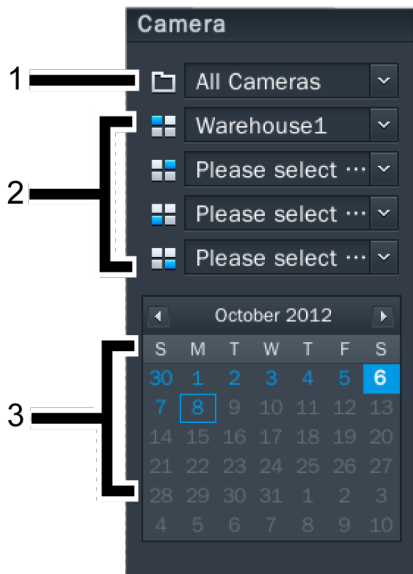 Camera
1 All Cameras
Warehouse1
2 Please select ...
Please select ...
Please select ...
October 2012
S M T W T F S
30 1 2 3 4 5 6
3 7 8 9 10 11 12 13
14 15 16 17 18 19 20
21 22 23 24 25 26 27
28 29 30 31 1 2 3
4 5 6 7 8 9 10